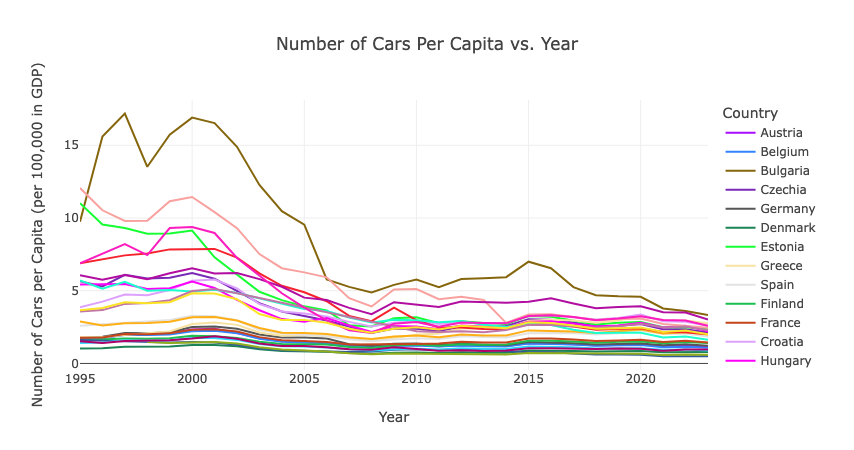 Number of Cars Per Capita vs. Year
Number of Cars per Capita (per 100,000 in GDP)
15
10
5
0
1995
2000
2005
2010
2015
2020
Year
Country
Austria
Belgium
Bulgaria
Czechia
Germany
Denmark
Estonia
Greece
Spain
Finland
France
Croatia
Hungary